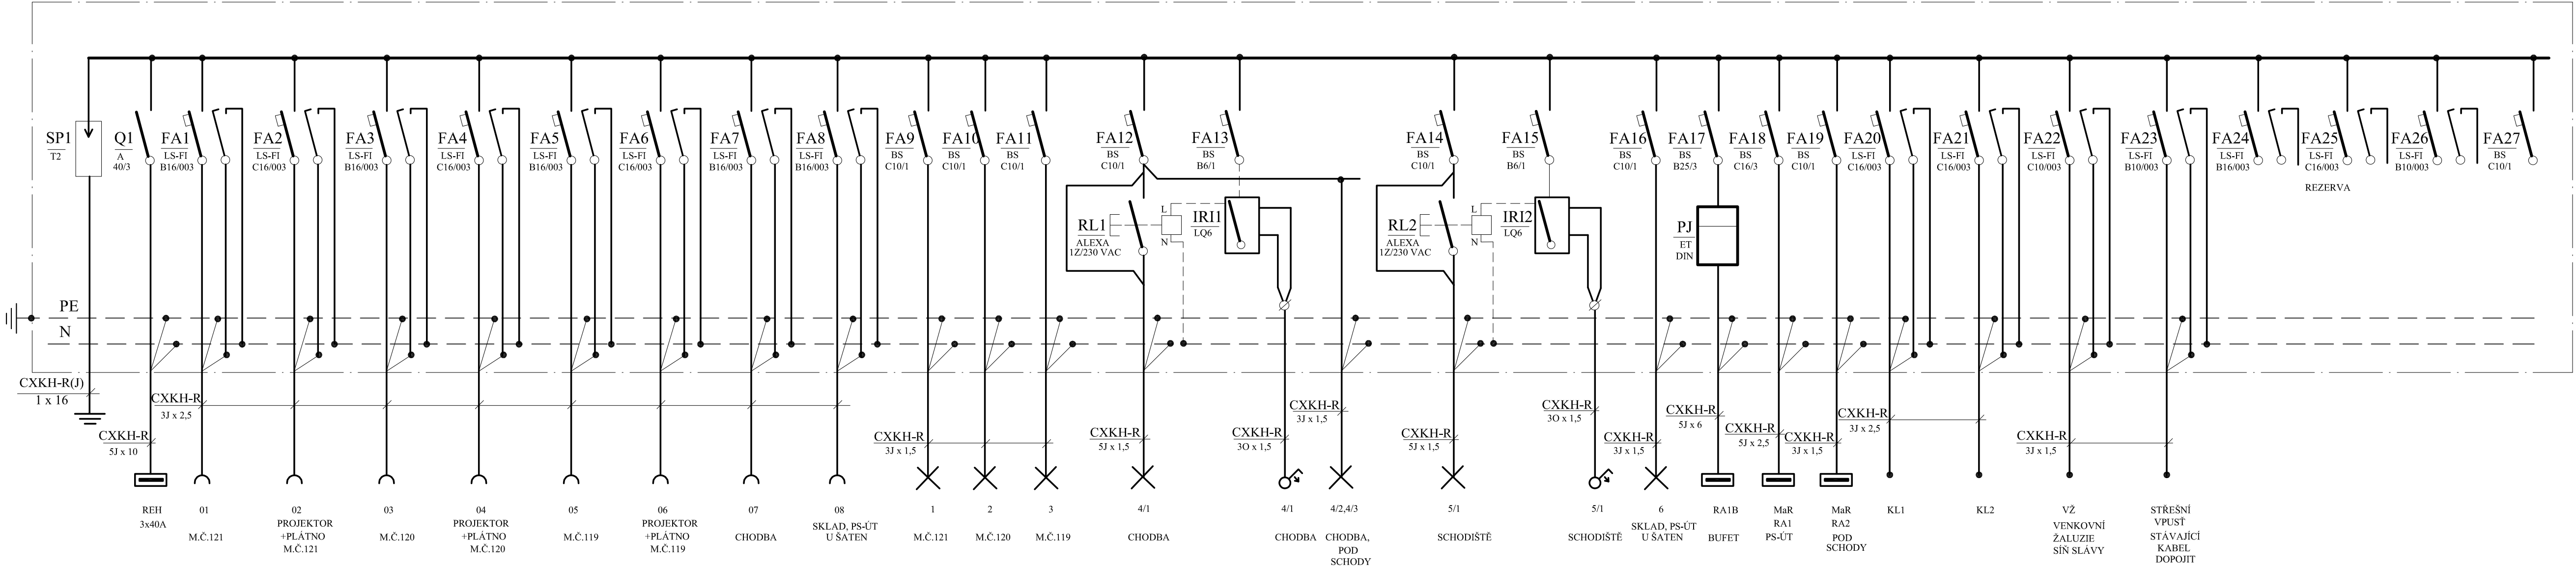 SP1
T2
Q1
A
40/3
FA1
LS-FI
B16/003
FA2
LS-FI
C16/003
FA3
LS-FI
B16/003
FA4
LS-FI
C16/003
FA5
LS-FI
B16/003
FA6
LS-FI
C16/003
FA7
LS-FI
B16/003
FA8
LS-FI
B16/003
FA9
BS
C10/1
FA10
BS
C10/1
FA11
BS
C10/1
FA12
BS
C10/1
FA13
BS
B6/1
FA14
BS
C10/1
FA15
BS
B6/1
FA16
BS
C10/1
FA17
BS
B25/3
FA18
BS
C16/3
FA19
BS
C10/1
FA20
LS-FI
C16/003
FA21
LS-FI
C16/003
FA22
LS-FI
C10/003
FA23
LS-FI
B10/003
FA24
LS-FI
B16/003
FA25
LS-FI
C16/003
FA26
LS-FI
B10/003
FA27
BS
C10/1
REZERVA
RL1
ALEXA
1Z/230 VAC
L
N
IRI1
LQ6
RL2
ALEXA
1Z/230 VAC
L
N
IRI2
LQ6
PJ
ET
DIN
PE
N
CXKH-R(J)
1 x 16
CXKH-R
5J x 10
CXKH-R
3J x 2,5
CXKH-R
3J x 1,5
CXKH-R
5J x 1,5
CXKH-R
3O x 1,5
CXKH-R
3J x 1,5
CXKH-R
5J x 1,5
CXKH-R
3O x 1,5
CXKH-R
3J x 1,5
CXKH-R
5J x 6
CXKH-R
5J x 2,5
CXKH-R
3J x 1,5
CXKH-R
3J x 2,5
CXKH-R
3J x 1,5
REH
3x40A
01
M.Č.121
02
PROJEKTOR
+PLÁTNO
M.Č.121
03
M.Č.120
04
PROJEKTOR
+PLÁTNO
M.Č.120
05
M.Č.119
06
PROJEKTOR
+PLÁTNO
M.Č.119
07
CHODBA
08
SKLAD, PS-ÚT
U ŠATEN
1
M.Č.121
2
M.Č.120
3
M.Č.119
4/1
CHODBA
4/1
CHODBA
4/2,4/3
CHODBA,
POD
SCHODY
5/1
SCHODIŠTĚ
5/1
SCHODIŠTĚ
6
SKLAD, PS-ÚT
U ŠATEN
RA1B
BUFET
MaR
RA1
PS-ÚT
MaR
RA2
POD
SCHODY
KL1
KL2
VŽ
VENKOVNÍ
ŽALUZIE
SÍŇ SLÁVY
STŘEŠNÍ
VPUSŤ
STÁVAJÍCÍ
KABEL
DOPOJIT